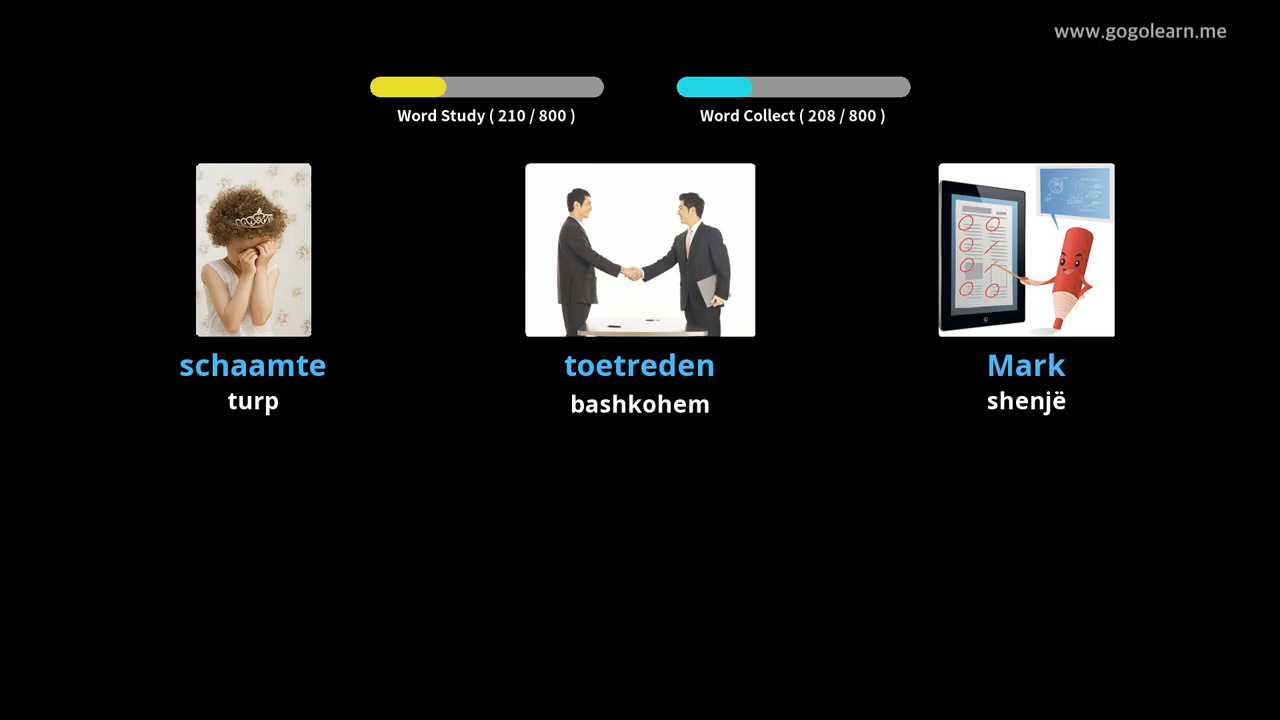 www.gogolearn.me
Word Study ( 210 / 800 )
Word Collect ( 208 / 800 )
schaamte
toetreden
Mark
turp
bashkohem
shenjë